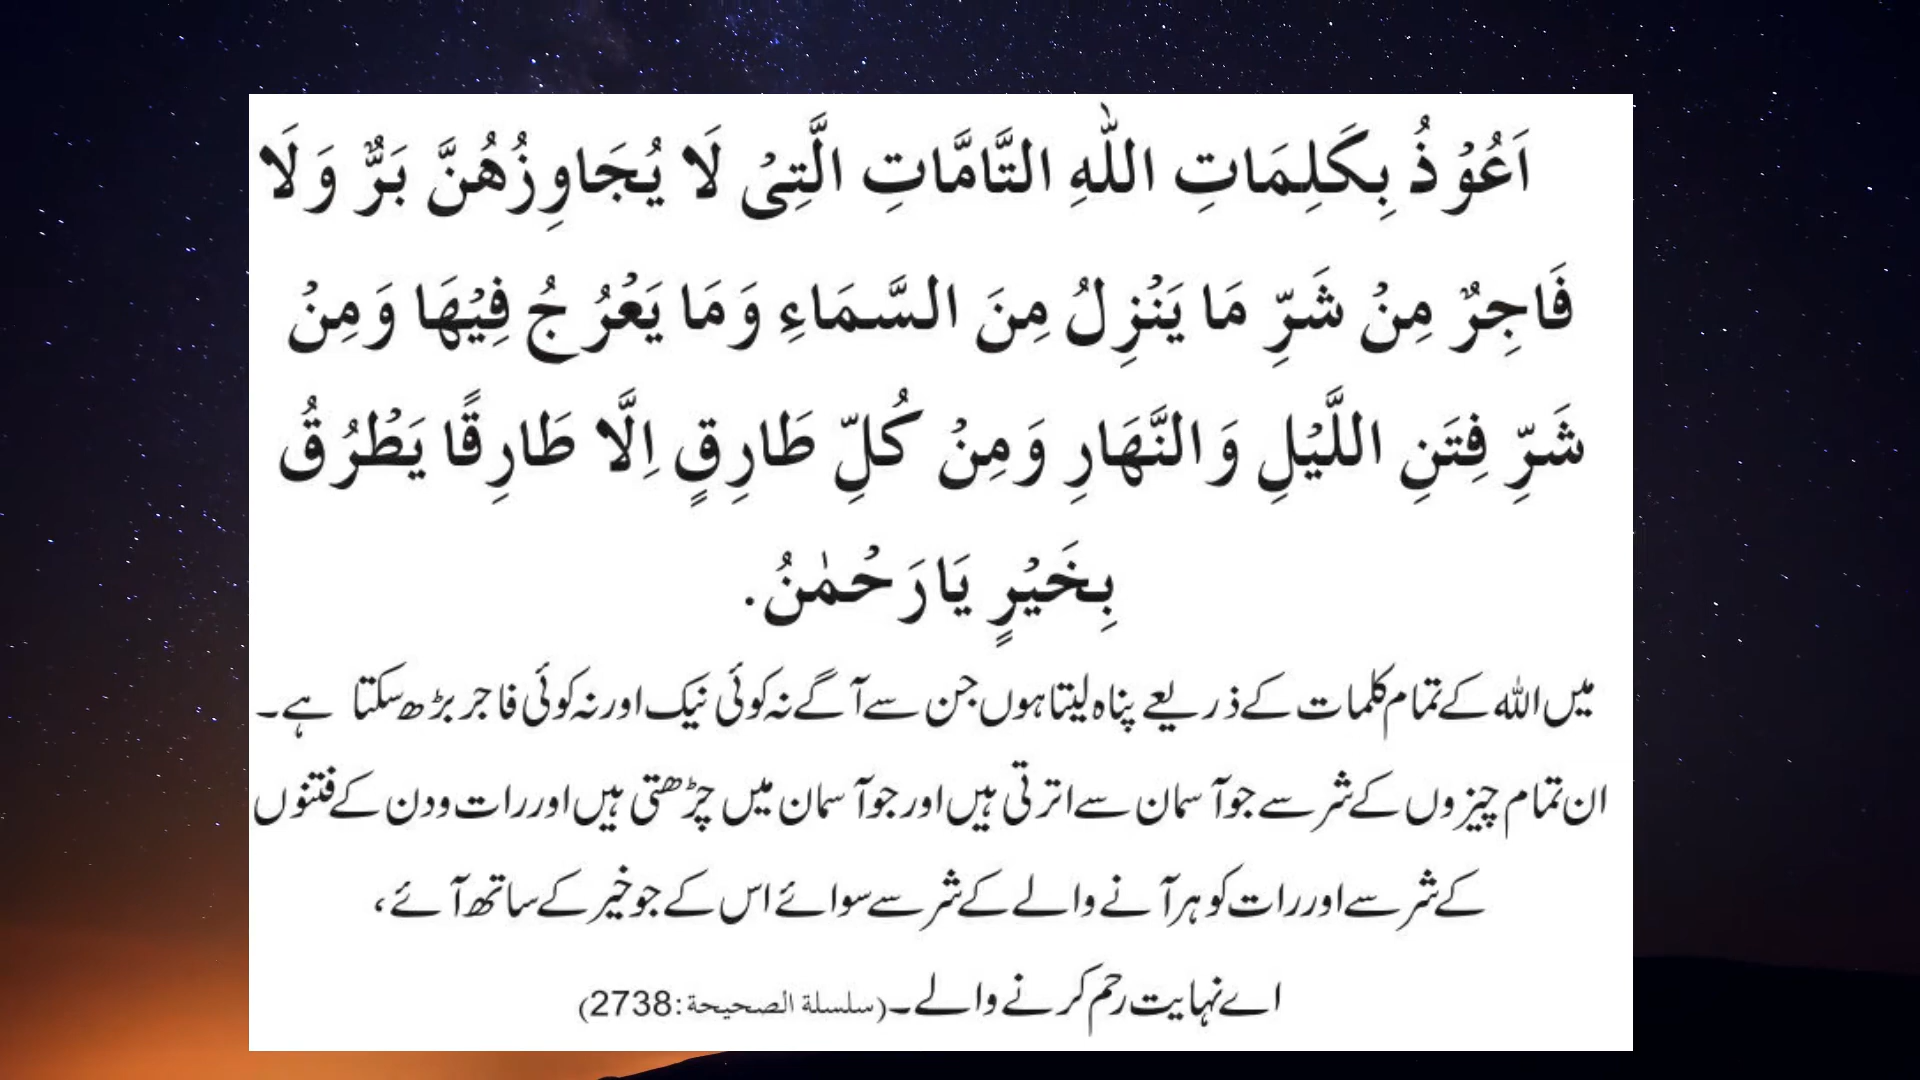 اَعُوْذُ بِكَلِمَاتِ اللّٰهِ التَّامَّاتِ الَّتِىْ لَا يُجَاوِزُهُنَّ بَرٌّ وَلَا
فَاجِرٌ مِنْ شَرِّ مَا يَنْزِلُ مِنَ السَّمَاءِ وَمَا يَعْرُجُ فِيْهَا وَمِنْ
شَرِّ فِتَنِ اللَّيْلِ وَالنَّهَارِ وَمِنْ كُلِّ طَارِقٍ اِلَّا طَارِقًا يَطْرُقُ
بِخَيْرٍ يَارَحْمٰنُ.
میں اللہ کے تمام کلمات کے ذریعے پناہ لیتا ہوں جن سے آگے نہ کوئی نیک اور نہ کوئی فاجر بڑھ سکتا ہے۔
ان تمام چیزوں کے شر سے جو آسمان سے اترتی ہیں اور جو آسمان میں چڑھتی ہیں اور رات و دن کے فتنوں
کے شر سے اور رات کو ہر آنے والے کے شر سے سوائے اس کے جو خیر کے ساتھ آئے،
اے نہایت رحم کرنے والے۔ (سلسلة الصحيحة:2738)